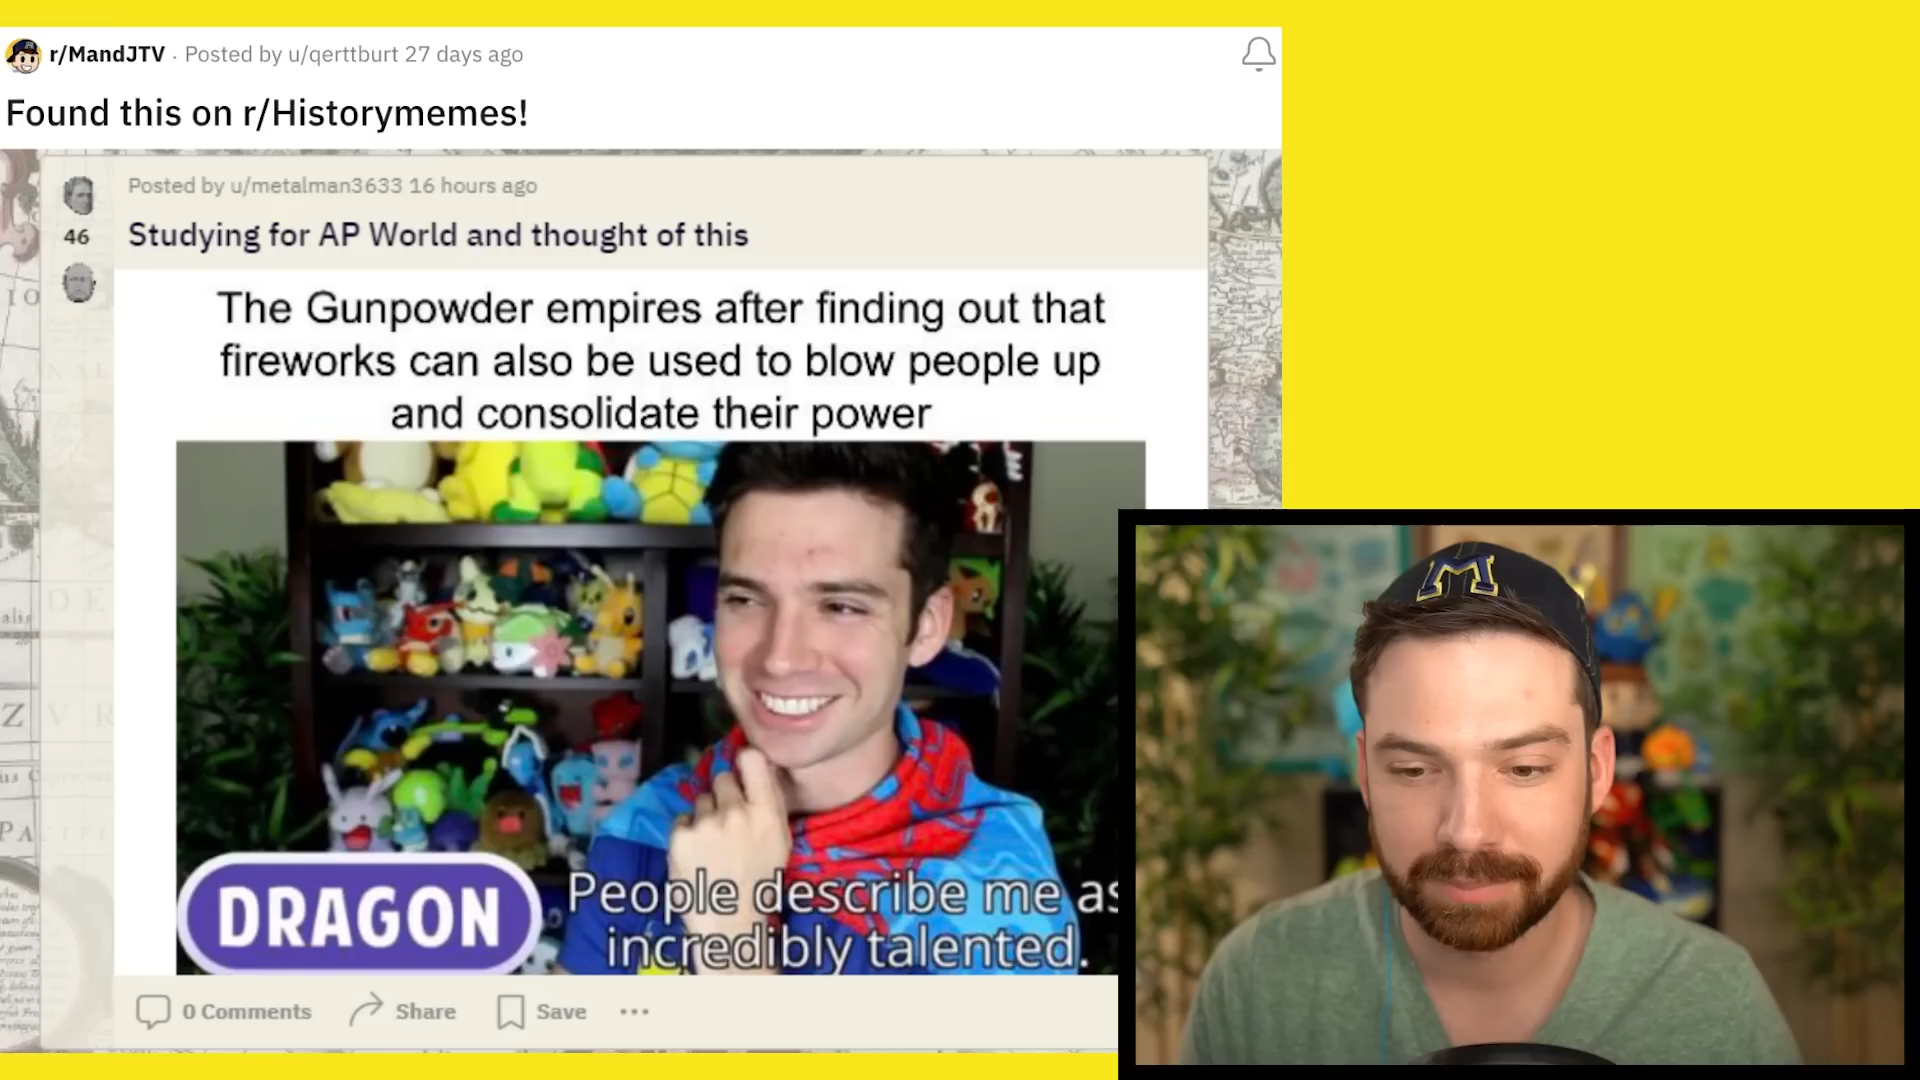 r/MandJTV · Posted by u/qerttburt 27 days ago
Found this on r/Historymemes!
Posted by u/metalman3633 16 hours ago
46
Studying for AP World and thought of this
The Gunpowder empires after finding out that
fireworks can also be used to blow people up
and consolidate their power
M
DRAGON
People describe me as
incredibly talented.
0 Comments
Share
Save